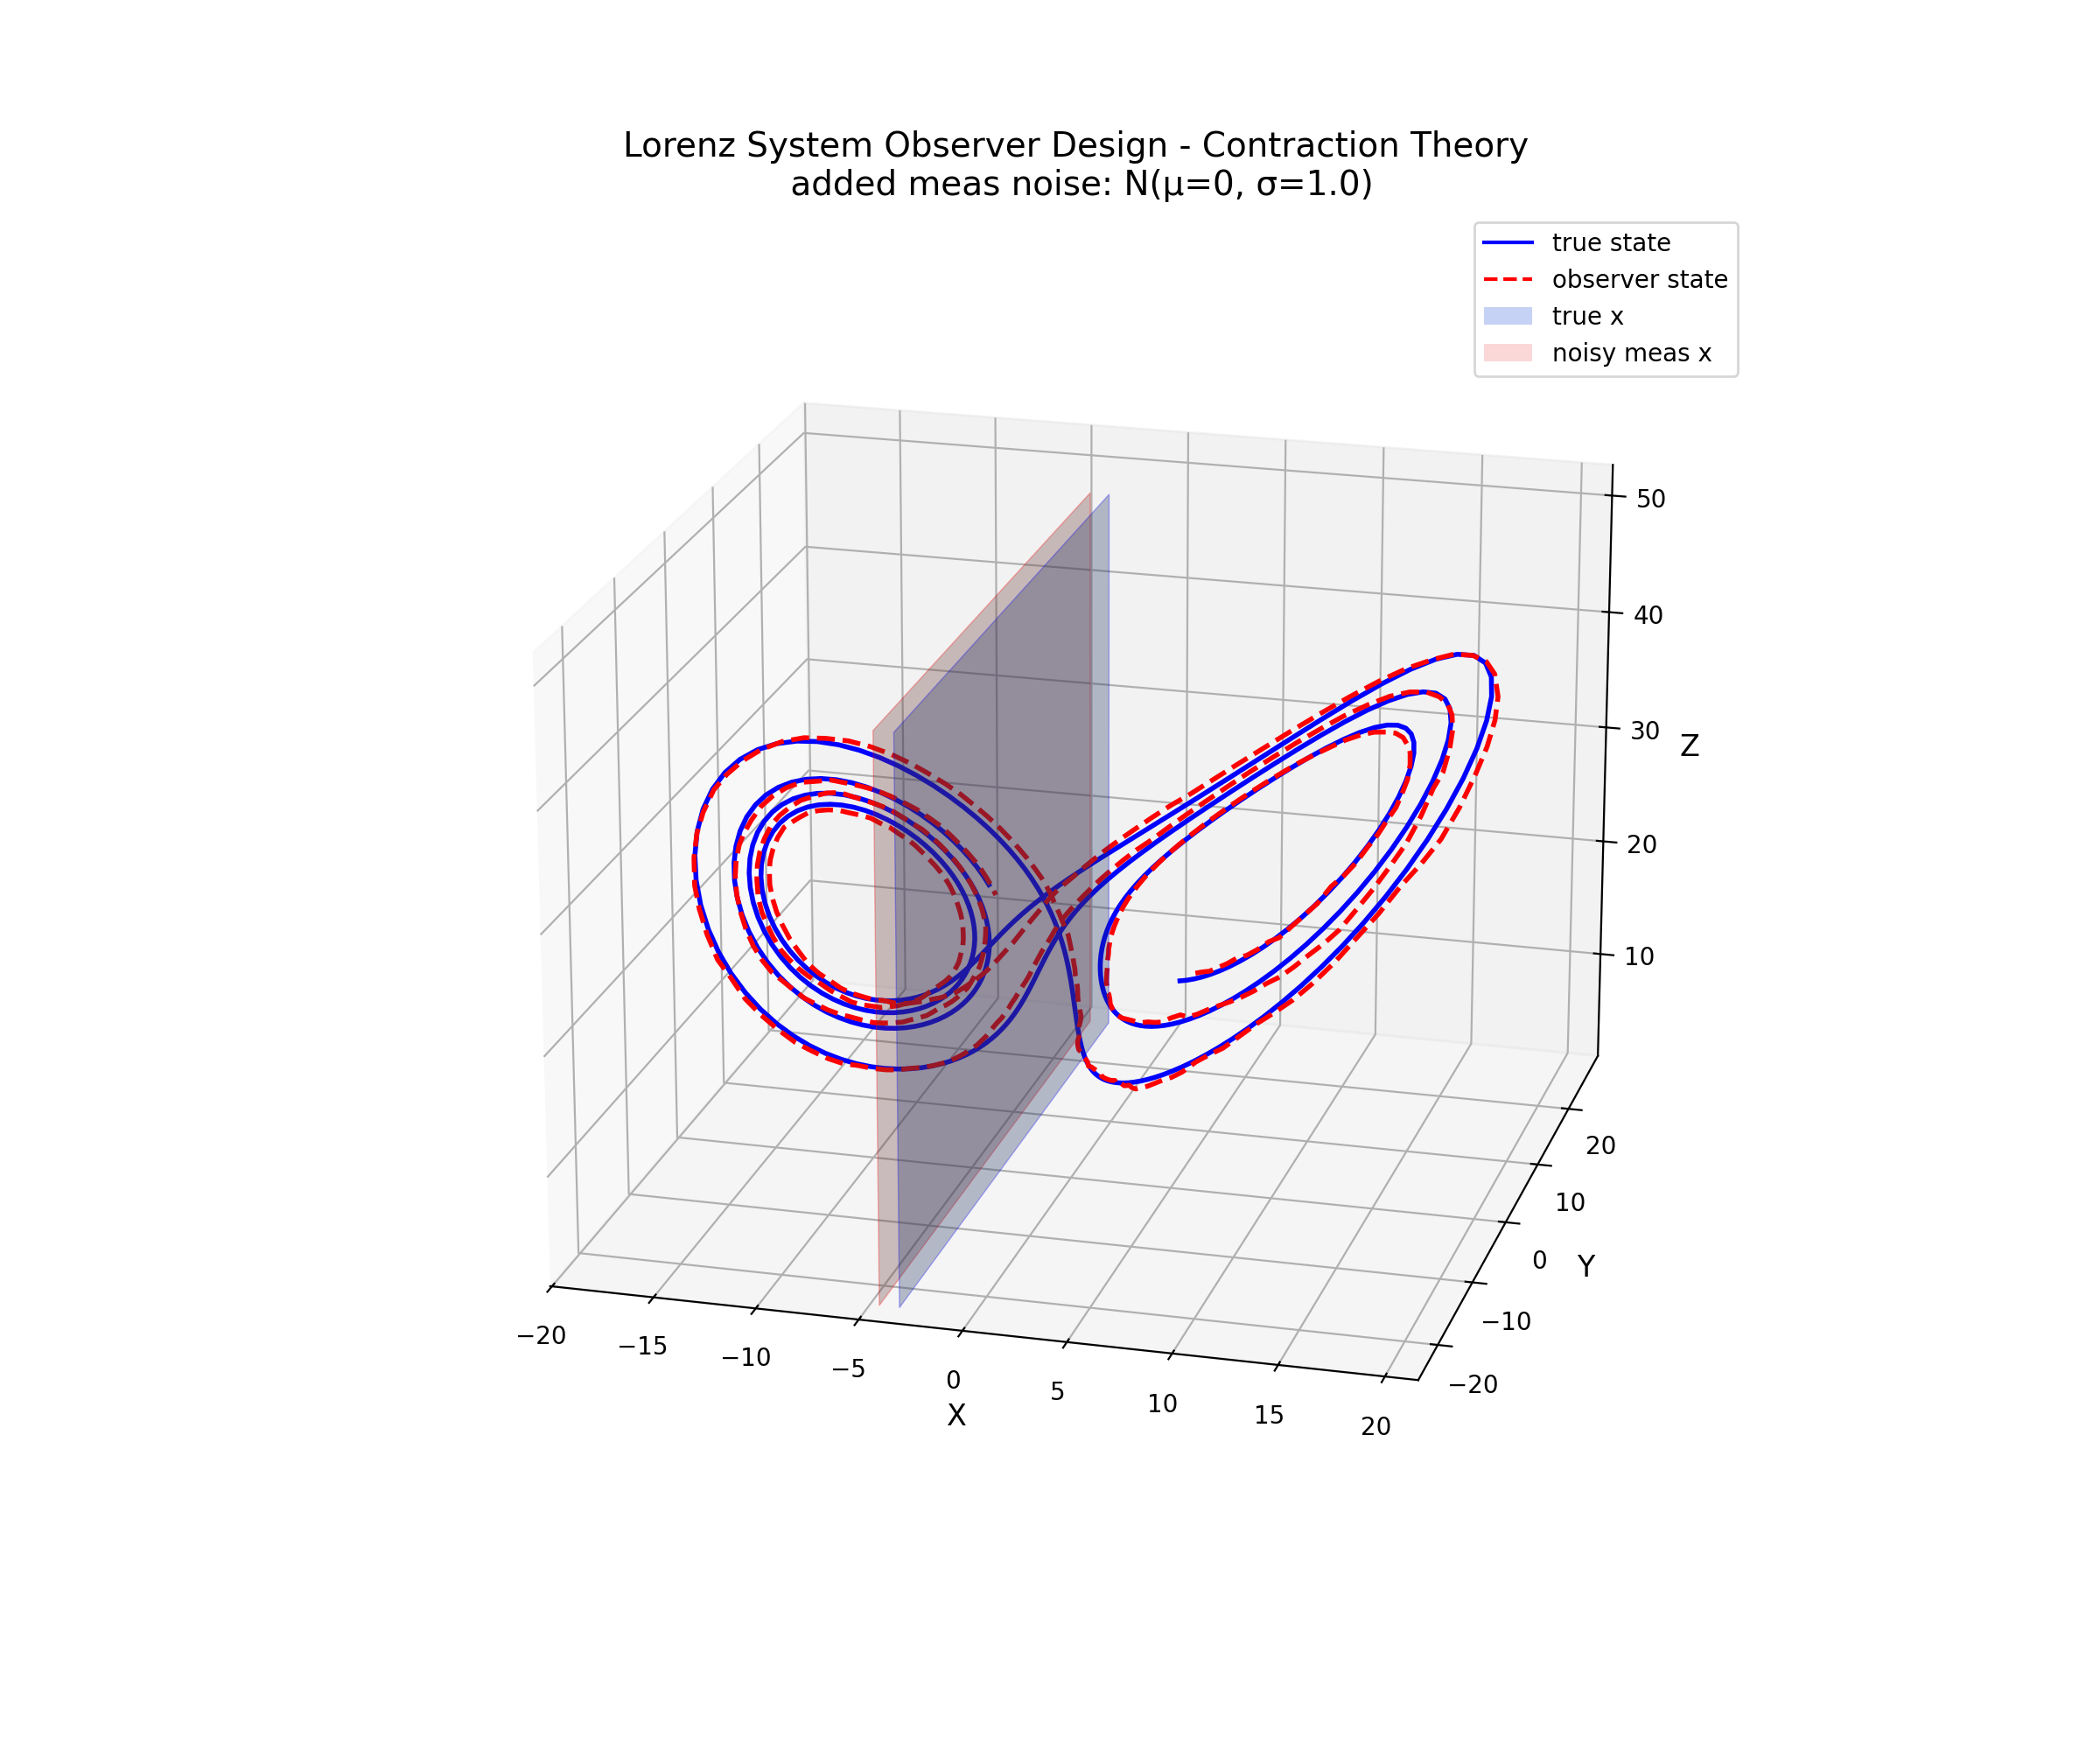 Lorenz System Observer Design - Contraction Theory
added meas noise: N(μ=0, σ=1.0)
true state
observer state
true x
noisy meas x
50
40
30
Z
20
10
20
10
0
Y
−10
−20
−20
−15
−10
−5
0
5
10
15
20
X